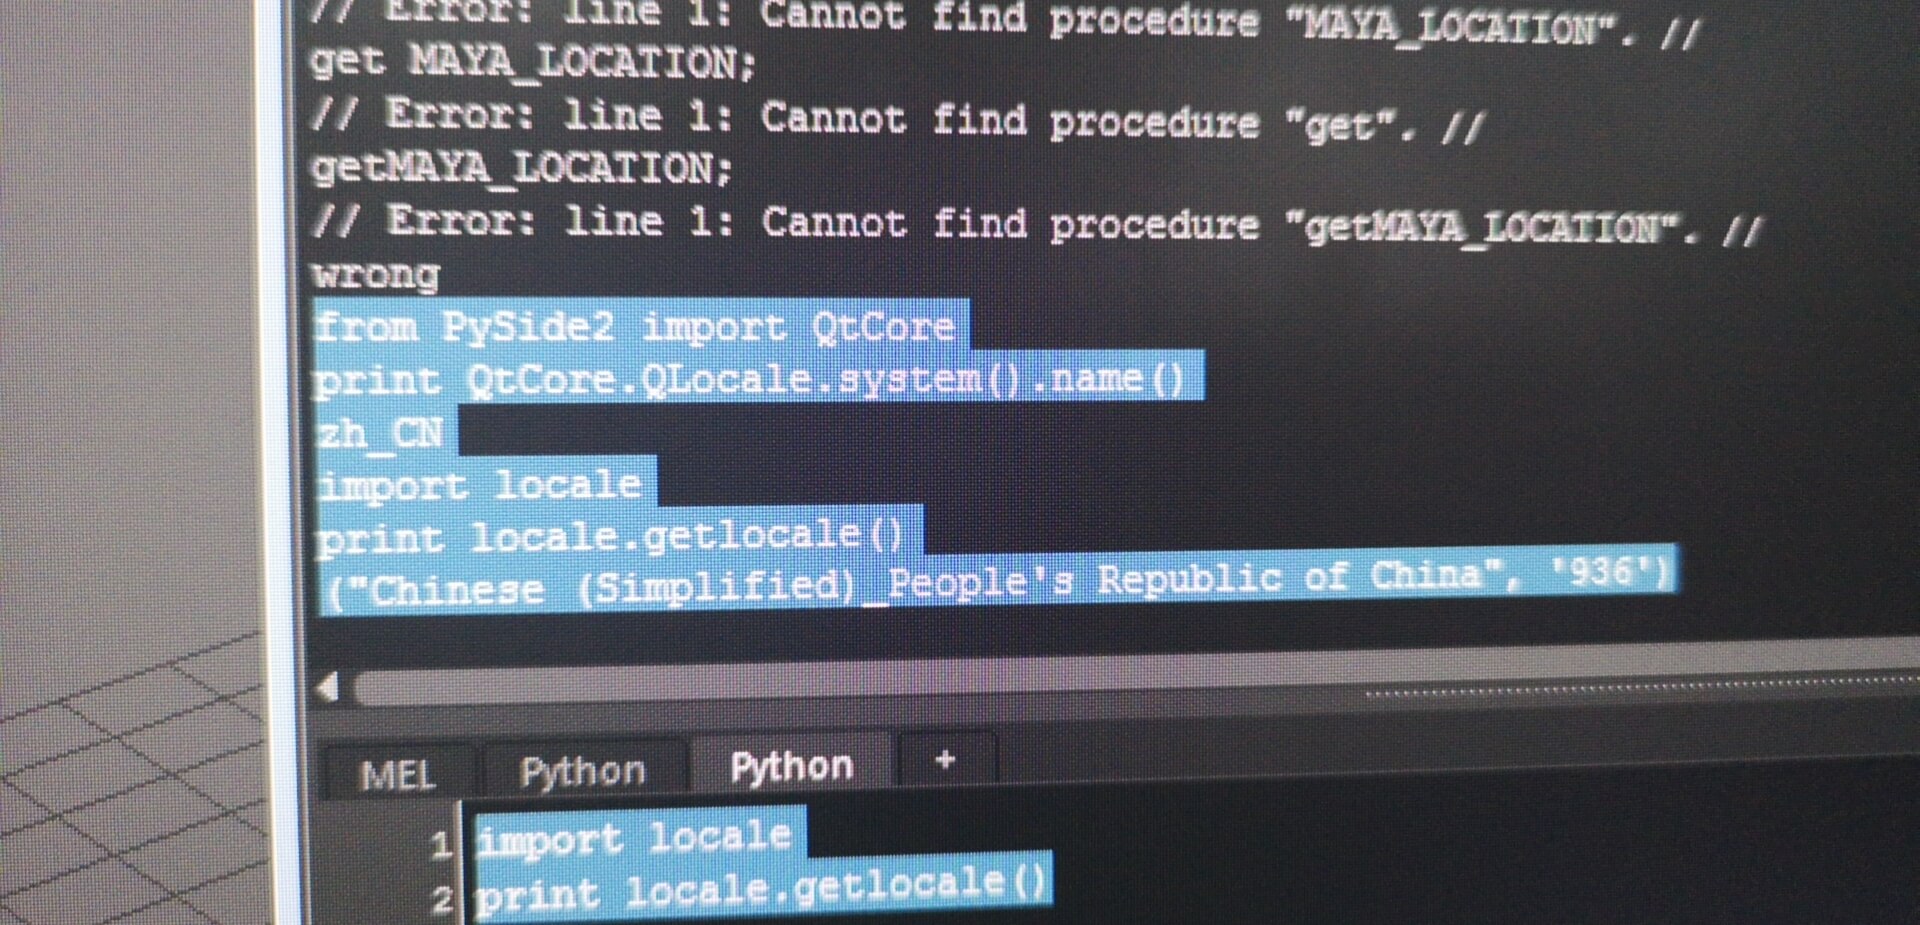 // Error: line 1: Cannot find procedure "MAYA_LOCATION". //
get MAYA_LOCATION;
// Error: line 1: Cannot find procedure "get". //
getMAYA_LOCATION;
// Error: line 1: Cannot find procedure "getMAYA_LOCATION". //
wrong
from PySide2 import QtCore
print QtCore.QLocale.system().name()
zh_CN
import locale
print locale.getlocale()
("Chinese (Simplified)_People's Republic of China", '936')
MEL Python Python +
1 import locale
2 print locale.getlocale()